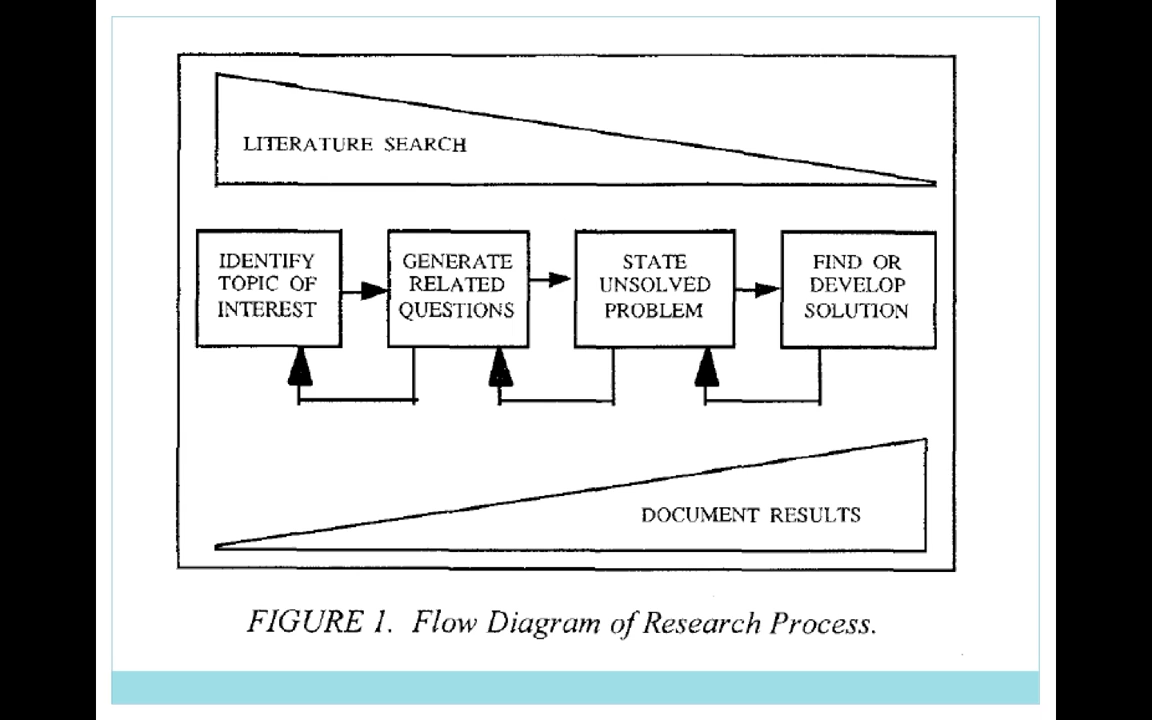 LITERATURE SEARCH
IDENTIFY
TOPIC OF
INTEREST
GENERATE
RELATED
QUESTIONS
STATE
UNSOLVED
PROBLEM
FIND OR
DEVELOP
SOLUTION
DOCUMENT RESULTS
FIGURE 1. Flow Diagram of Research Process.